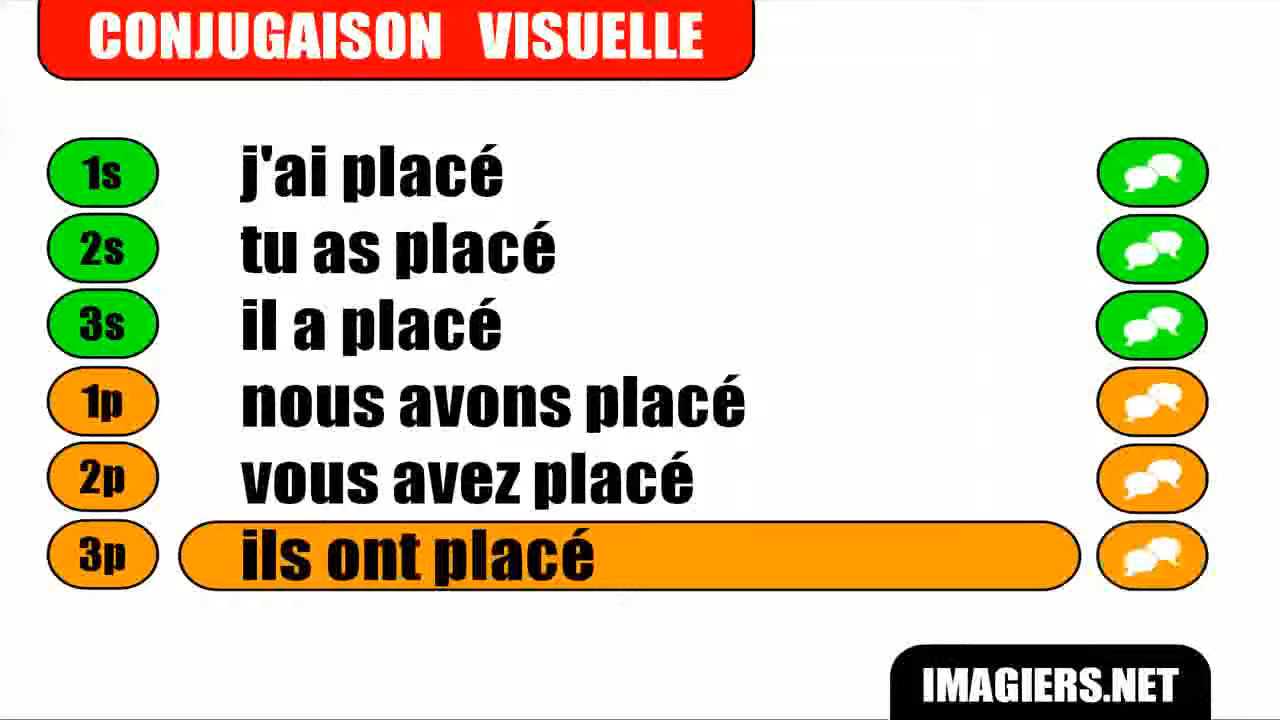 CONJUGAISON VISUELLE
1s j'ai placé
2s tu as placé
3s il a placé
1p nous avons placé
2p vous avez placé
3p ils ont placé
IMAGIERS.NET